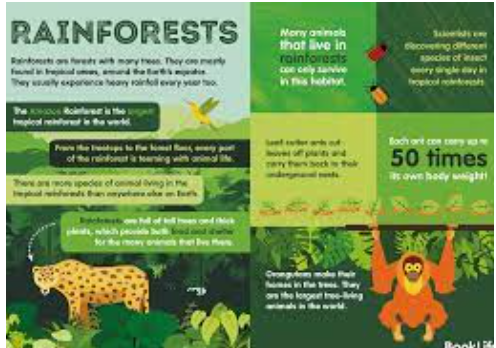 RAINFORESTS
Rainforests are forests with many trees. They are mostly
found in tropical areas, around the Earth's equator.
They usually experience heavy rainfall every year too.
The Amazon Rainforest is the largest
tropical rainforest in the world.
From the treetops to the forest floor, every part
of the rainforest is teeming with animal life.
There are more species of animal living in the
tropical rainforests than anywhere else on Earth.
Rainforests are full of tall trees and thick
plants, which provide both food and shelter
for the many animals that live there.
Many animals
that live in
rainforests
can only survive
in this habitat.
Scientists are
discovering different
species of insect
every single day in
tropical rainforests.
Leaf cutter ants cut
leaves off plants and
carry them back to their
underground nests.
Each ant can carry up to
50 times
its own body weight!
Orangutans make their
homes in the trees. They
are the largest tree-living
animals in the world.
BookLife